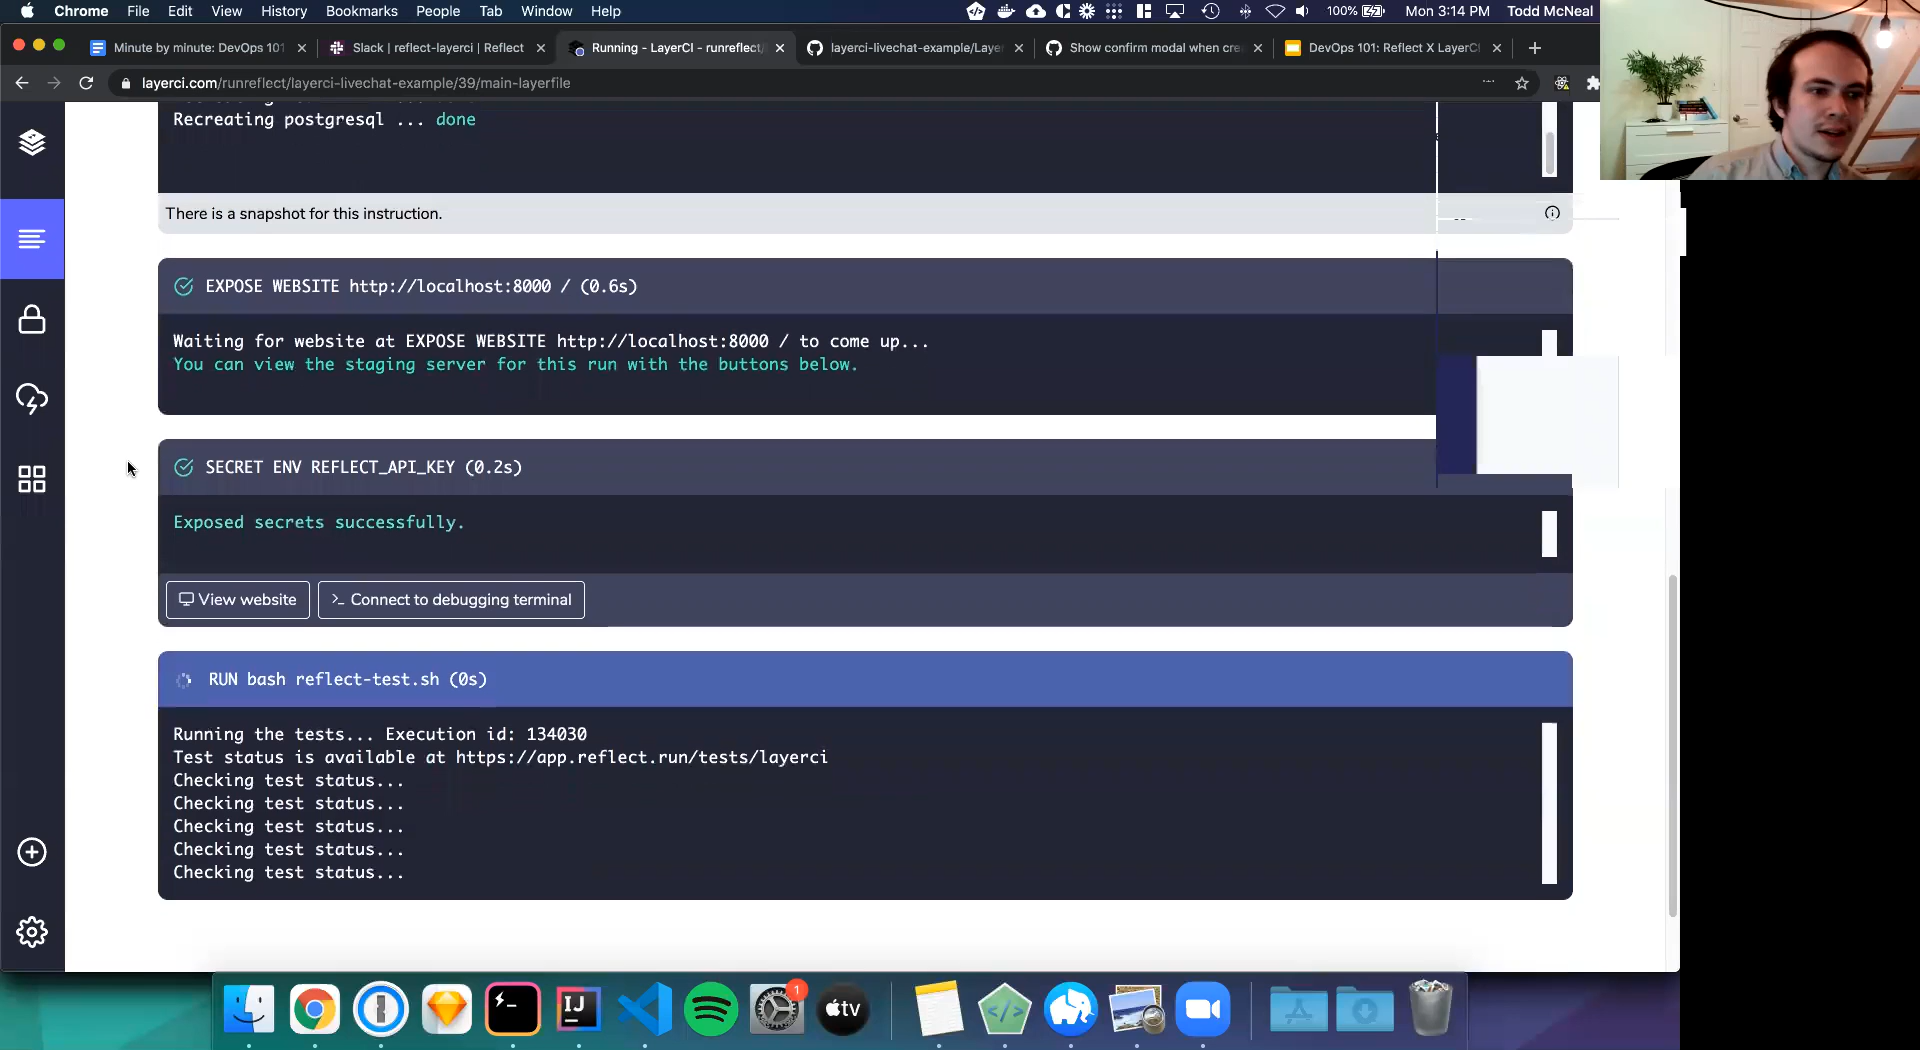 Chrome File Edit View History Bookmarks People Tab Window Help 100% Mon 3:14 PM Todd McNeal
Minute by minute: DevOps 101
Slack | reflect-layerci | Reflect
Running - LayerCI - runreflect/
layerci-livechat-example/Laye
Show confirm modal when cre
DevOps 101: Reflect X LayerC
layerci.com/runreflect/layerci-livechat-example/39/main-layerfile
Recreating postgresql ... done
There is a snapshot for this instruction.
EXPOSE WEBSITE http://localhost:8000 / (0.6s)
Waiting for website at EXPOSE WEBSITE http://localhost:8000 / to come up...
You can view the staging server for this run with the buttons below.
SECRET ENV REFLECT_API_KEY (0.2s)
Exposed secrets successfully.
View website
>_ Connect to debugging terminal
RUN bash reflect-test.sh (0s)
Running the tests... Execution id: 134030
Test status is available at https://app.reflect.run/tests/layerci
Checking test status...
Checking test status...
Checking test status...
Checking test status...
Checking test status...
IJ
1
tv